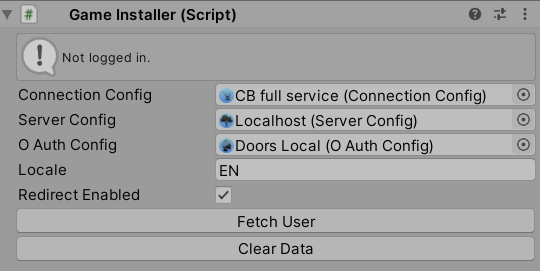 Game Installer (Script)
Not logged in.
Connection Config CB full service (Connection Config)
Server Config Localhost (Server Config)
O Auth Config Doors Local (O Auth Config)
Locale EN
Redirect Enabled
Fetch User
Clear Data